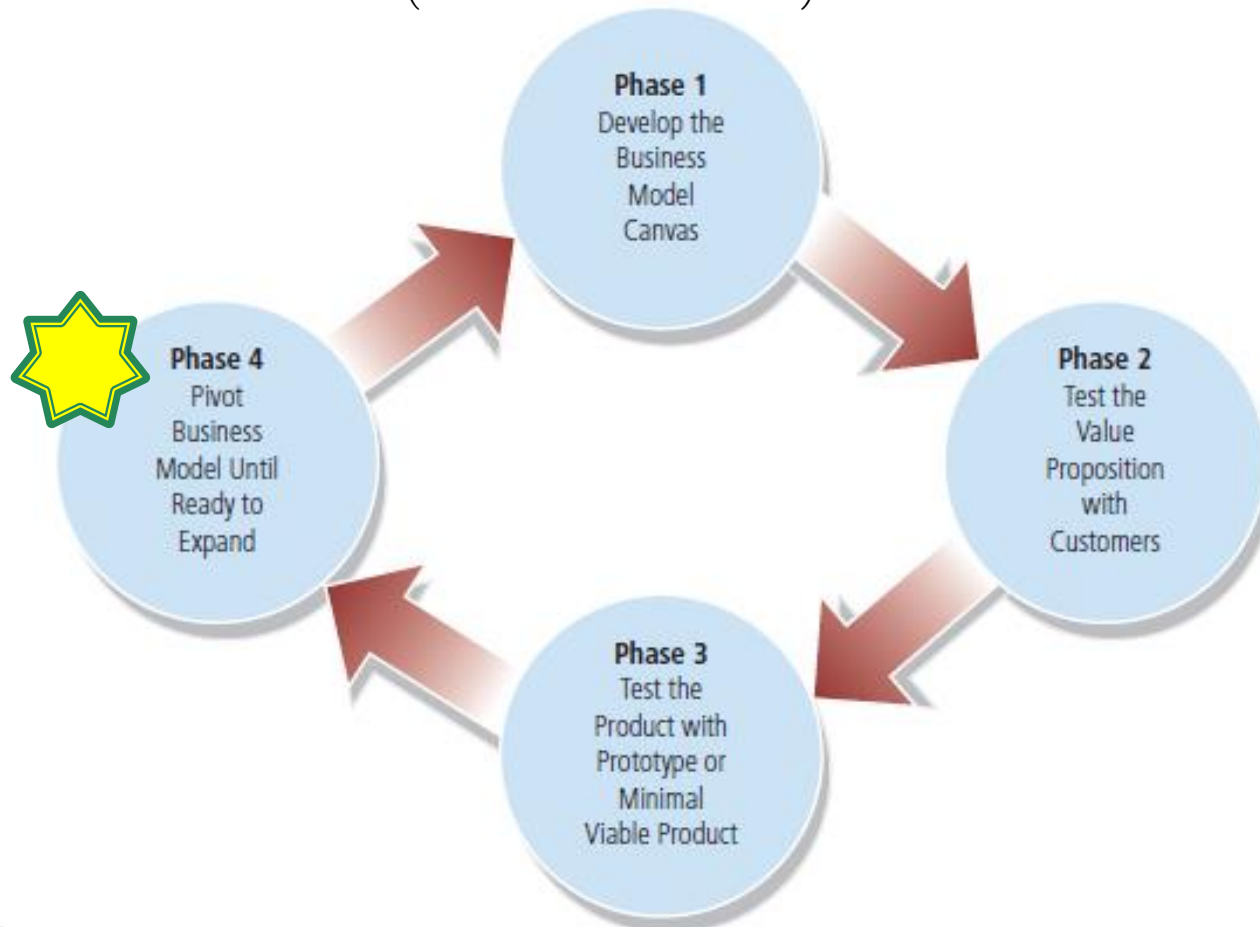 Phase 1
Develop the
Business
Model
Canvas
Phase 2
Test the
Value
Proposition
with
Customers
Phase 3
Test the
Product with
Prototype or
Minimal
Viable Product
Phase 4
Pivot
Business
Model Until
Ready to
Expand